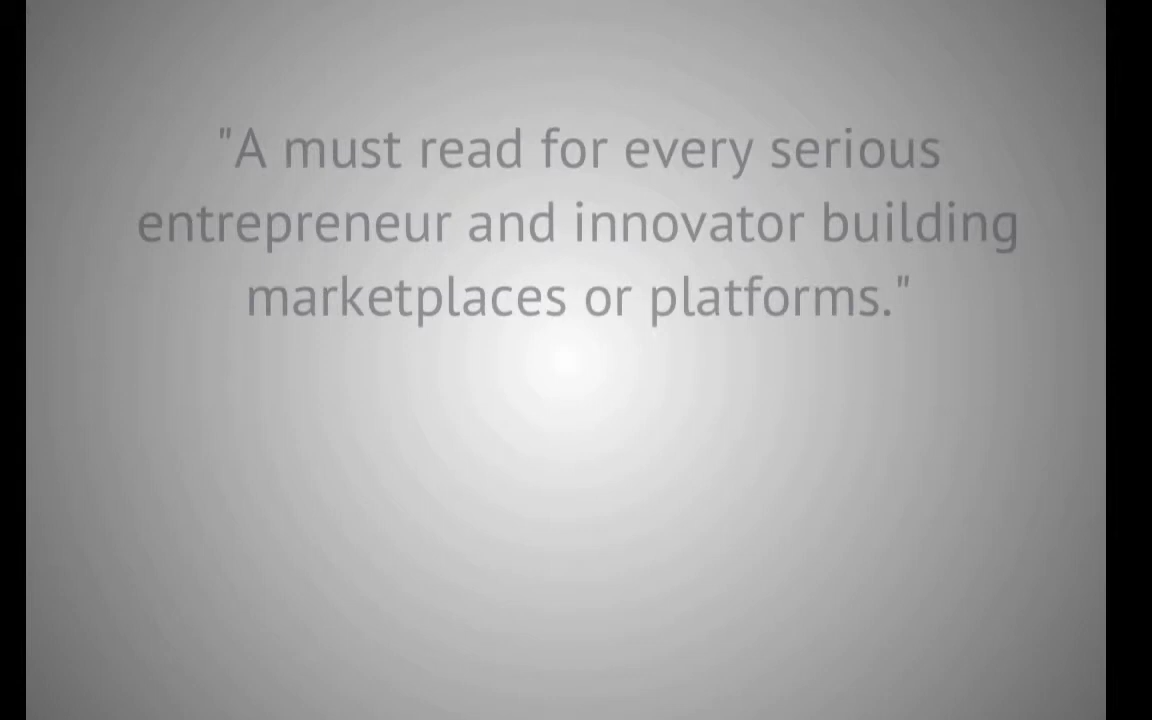 "A must read for every serious
entrepreneur and innovator building
marketplaces or platforms."